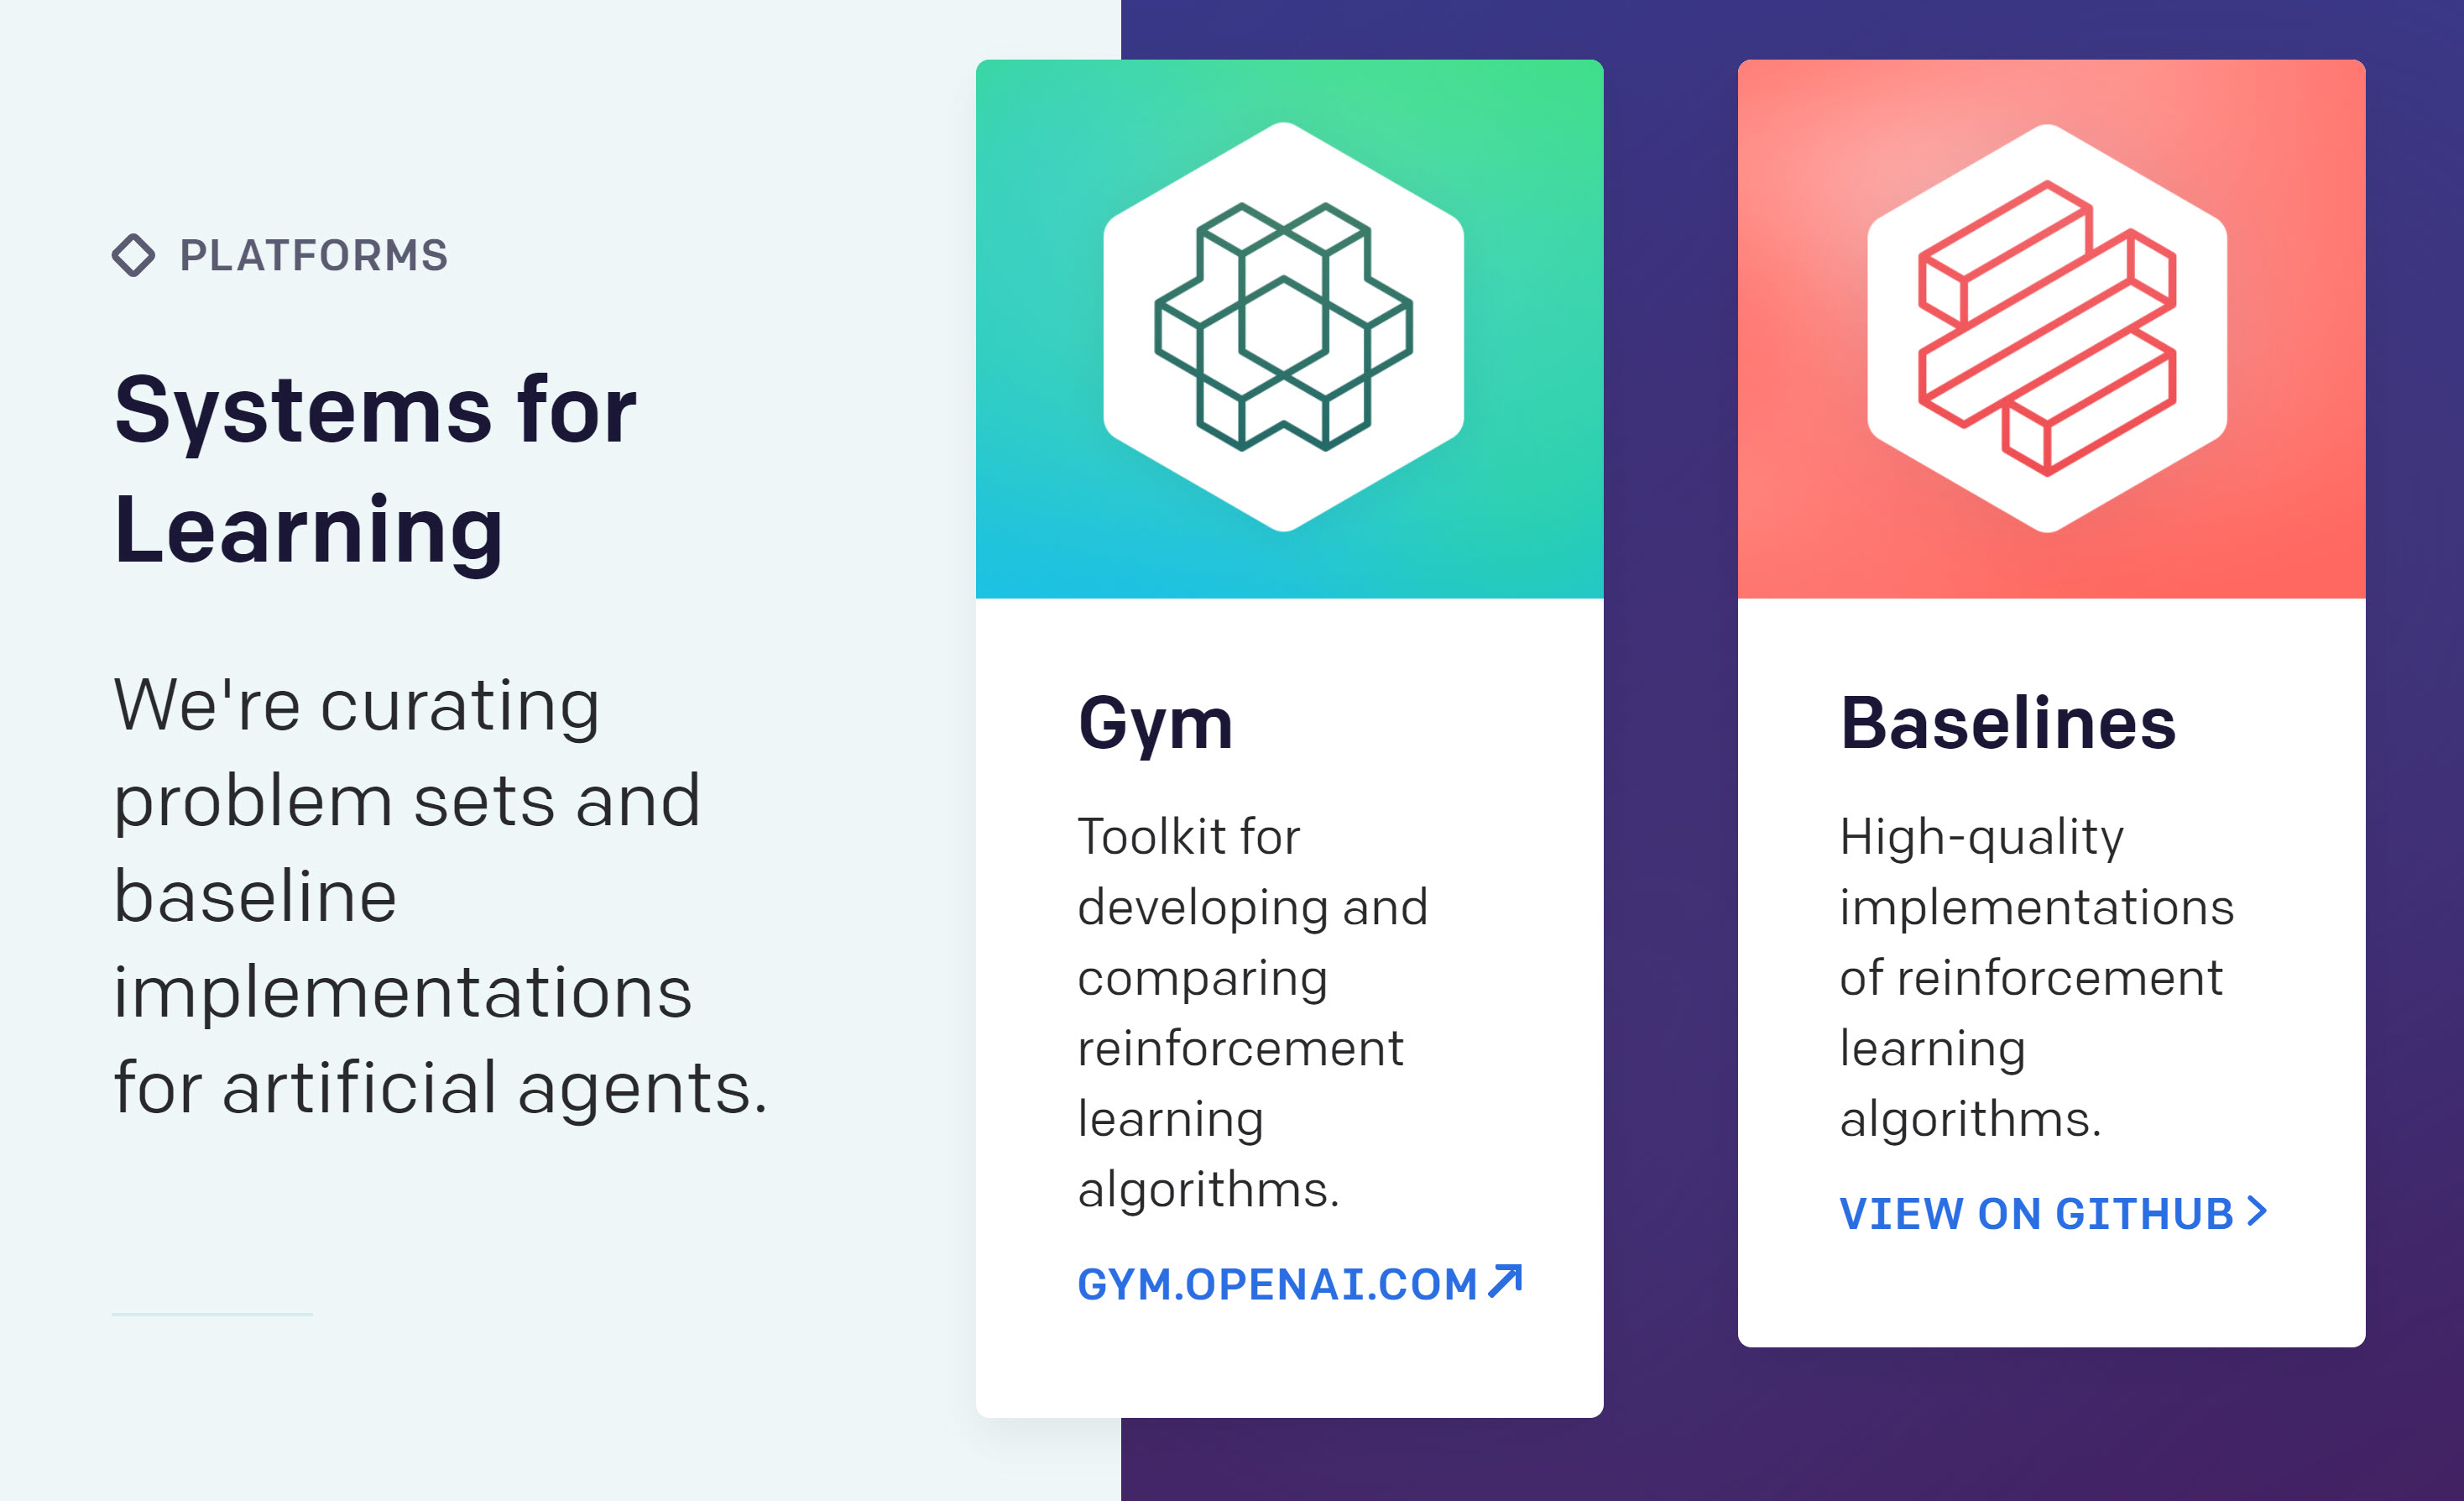 PLATFORMS
Systems for
Learning
We're curating
problem sets and
baseline
implementations
for artificial agents.
Gym
Toolkit for
developing and
comparing
reinforcement
learning
algorithms.
GYM.OPENAI.COM
Baselines
High-quality
implementations
of reinforcement
learning
algorithms.
VIEW ON GITHUB